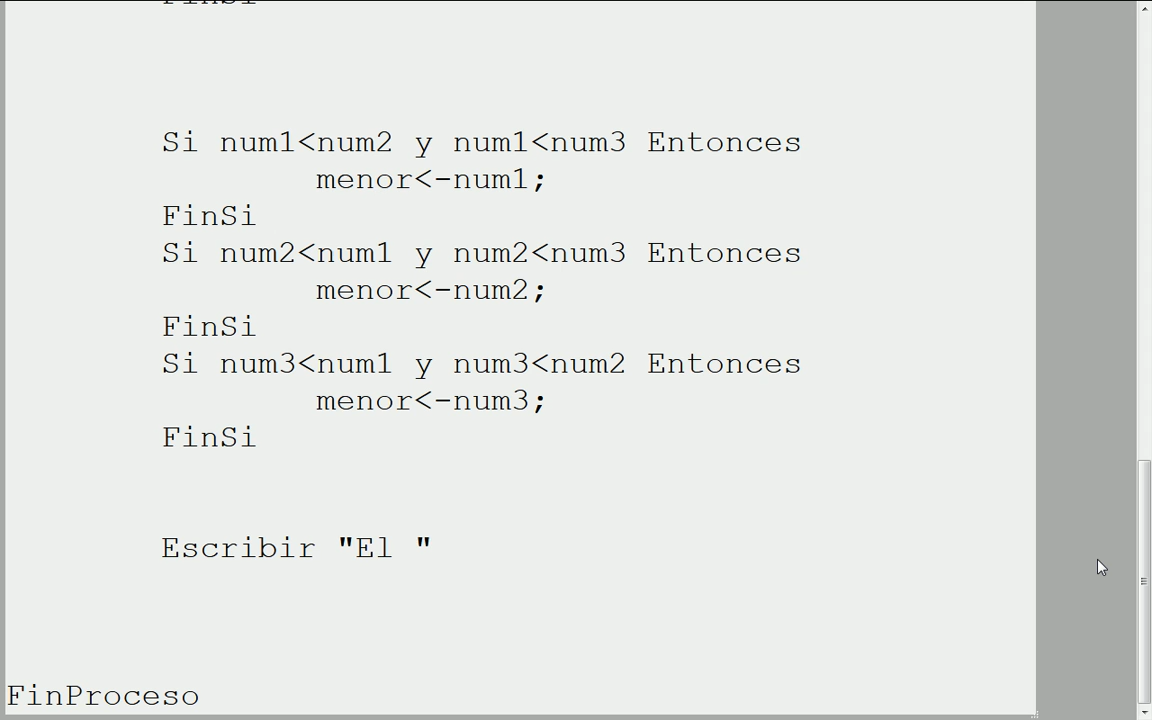 FinSi
Si num1<num2 y num1<num3 Entonces
menor<-num1;
FinSi
Si num2<num1 y num2<num3 Entonces
menor<-num2;
FinSi
Si num3<num1 y num3<num2 Entonces
menor<-num3;
FinSi
Escribir "El "
FinProceso